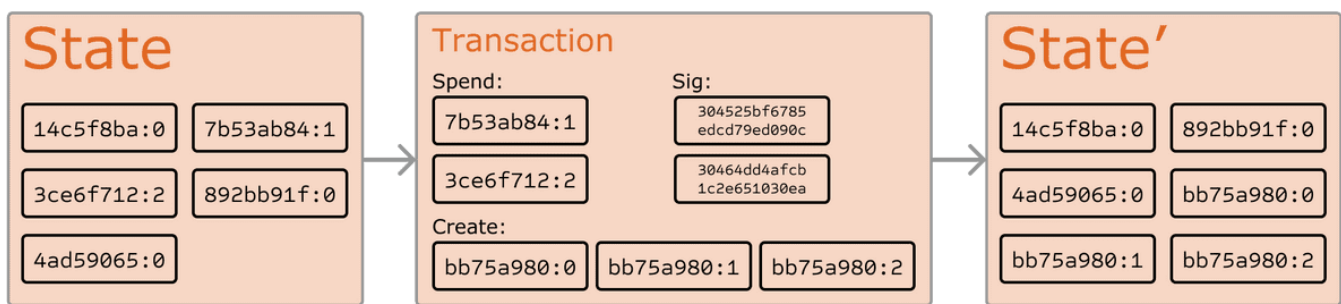 State
14c5f8ba:0 7b53ab84:1
3ce6f712:2 892bb91f:0
4ad59065:0
Transaction
Spend: Sig:
7b53ab84:1 304525bf6785
edcd79ed090c
3ce6f712:2 30464dd4afcb
1c2e651030ea
Create:
bb75a980:0 bb75a980:1 bb75a980:2
State’
14c5f8ba:0 892bb91f:0
4ad59065:0 bb75a980:0
bb75a980:1 bb75a980:2